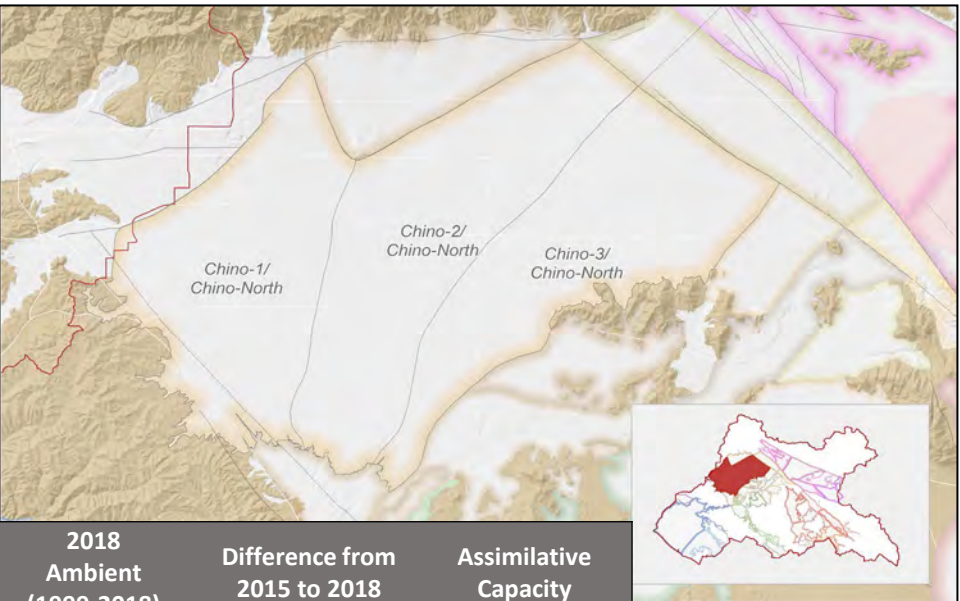 Chino-2/
Chino-North
Chino-3/
Chino-North
Chino-1/
Chino-North
2018
Ambient
Difference from
2015 to 2018
Assimilative
Capacity